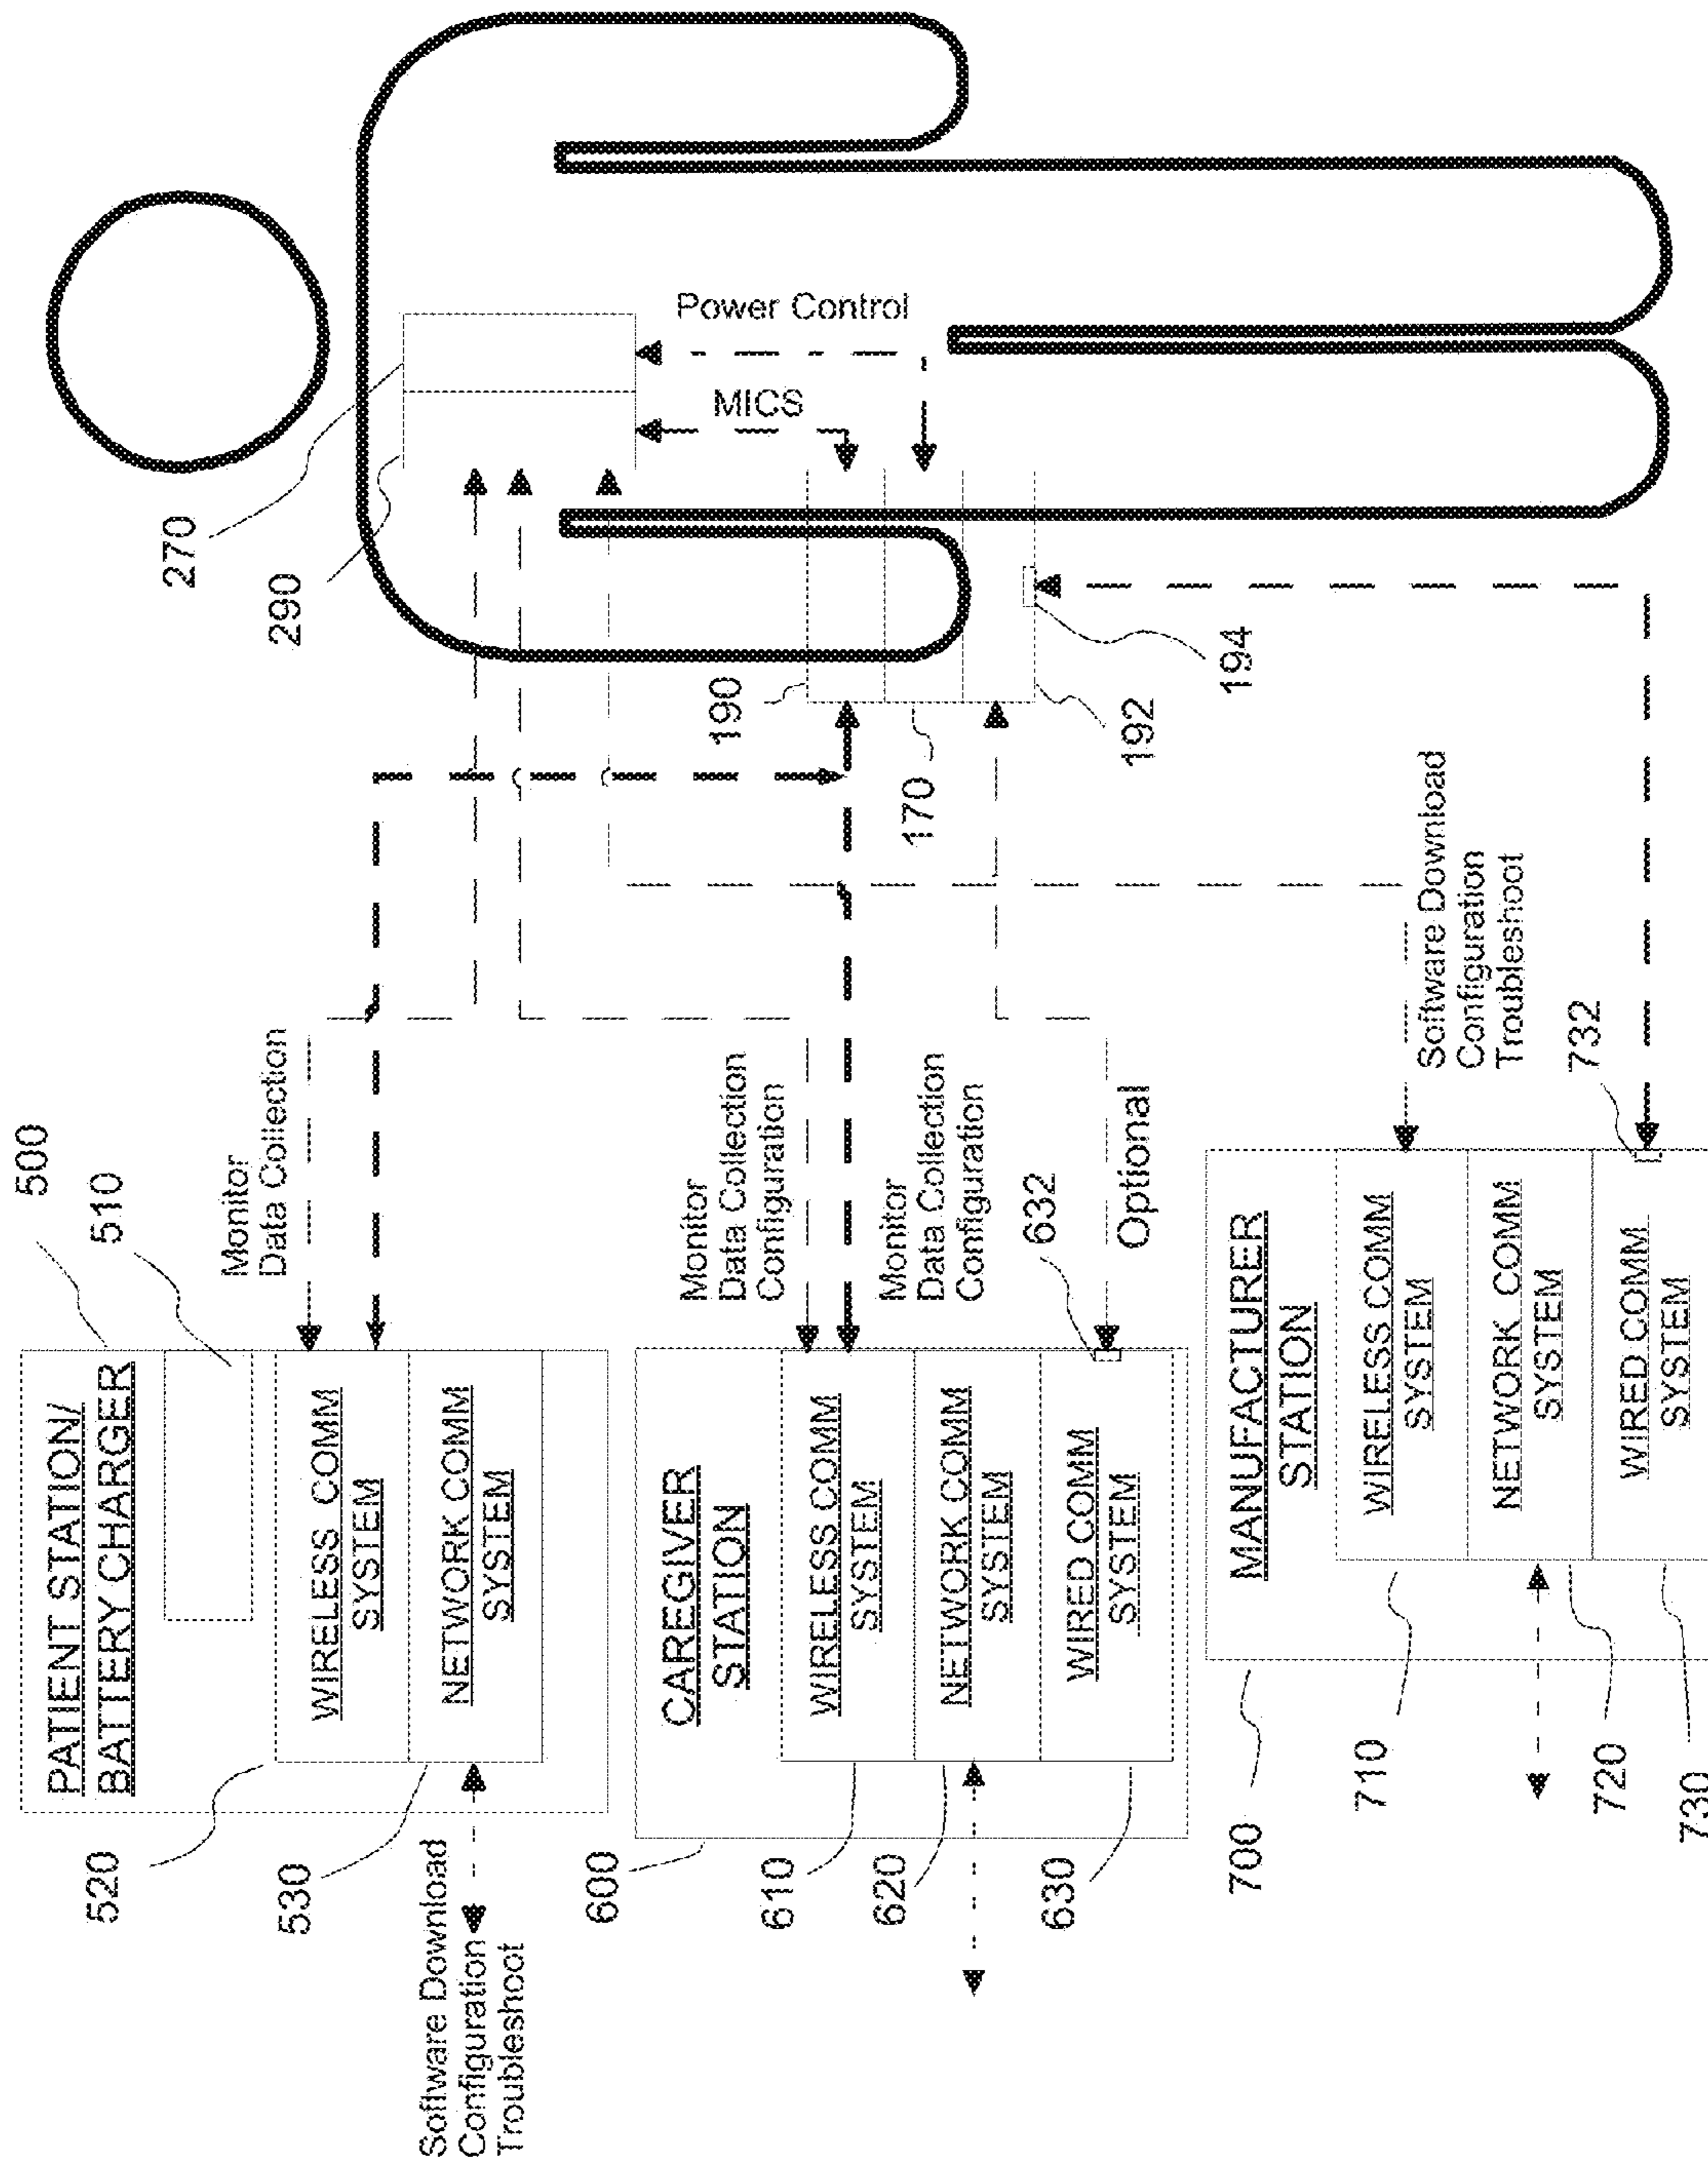 PATIENT STATION/
BATTERY CHARGER
WIRELESS COMM
SYSTEM
NETWORK COMM
SYSTEM
500
510
520
530
Monitor
Data Collection
Software Download
Configuration
Troubleshoot
CAREGIVER
STATION
WIRELESS COMM
SYSTEM
NETWORK COMM
SYSTEM
WIRED COMM
SYSTEM
600
610
620
630
632
Monitor
Data Collection
Configuration
Monitor
Data Collection
Configuration
Optional
MANUFACTURER
STATION
WIRELESS COMM
SYSTEM
NETWORK COMM
SYSTEM
WIRED COMM
SYSTEM
700
710
720
730
732
Software Download
Configuration
Troubleshoot
270
290
Power Control
MICS
190
170
192
194